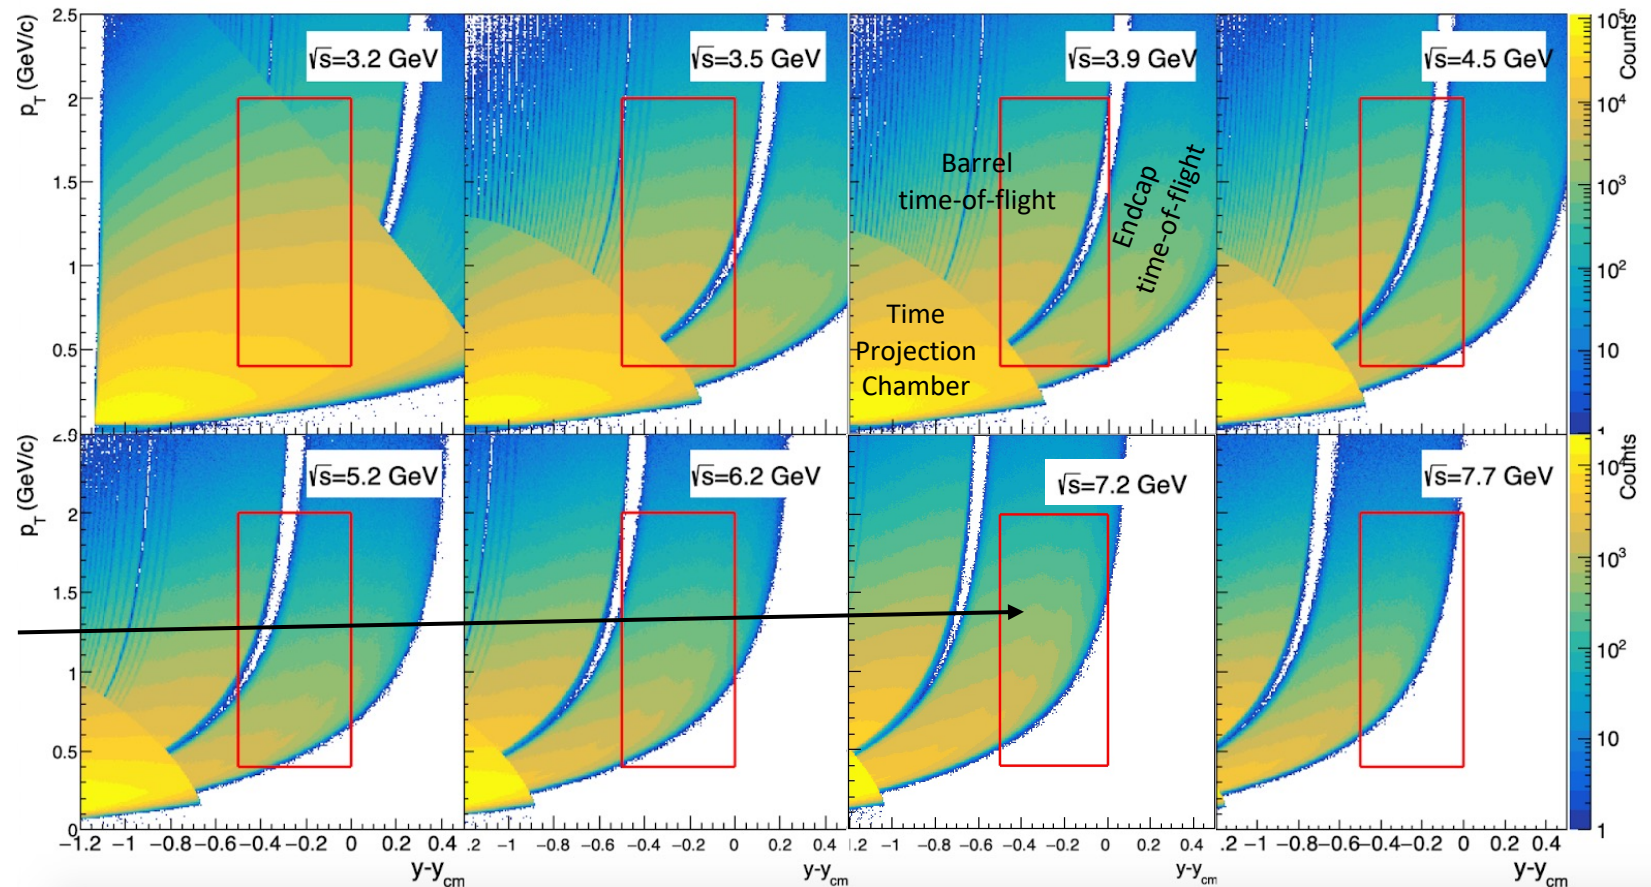 2.5
2
1.5
1
0.5
p_T (GeV/c)
√s=3.2 GeV
√s=3.5 GeV
√s=3.9 GeV
√s=4.5 GeV
Barrel
time-of-flight
Endcap
time-of-flight
Time
Projection
Chamber
Counts
10^5
10^4
10^3
10^2
10
1
p_T (GeV/c)
2
1.5
1
0.5
0
√s=5.2 GeV
√s=6.2 GeV
√s=7.2 GeV
√s=7.7 GeV
Counts
10^4
10^3
10^2
10
1
-1.2 -1 -0.8 -0.6 -0.4 -0.2 0 0.2 0.4
.2 -1 -0.8 -0.6 -0.4 -0.2 0 0.2 0.4
.2 -1 -0.8 -0.6 -0.4 -0.2 0 0.2 0.4
.2 -1 -0.8 -0.6 -0.4 -0.2 0 0.2 0.4
y-y_cm
y-y_cm
y-y_cm
y-y_cm